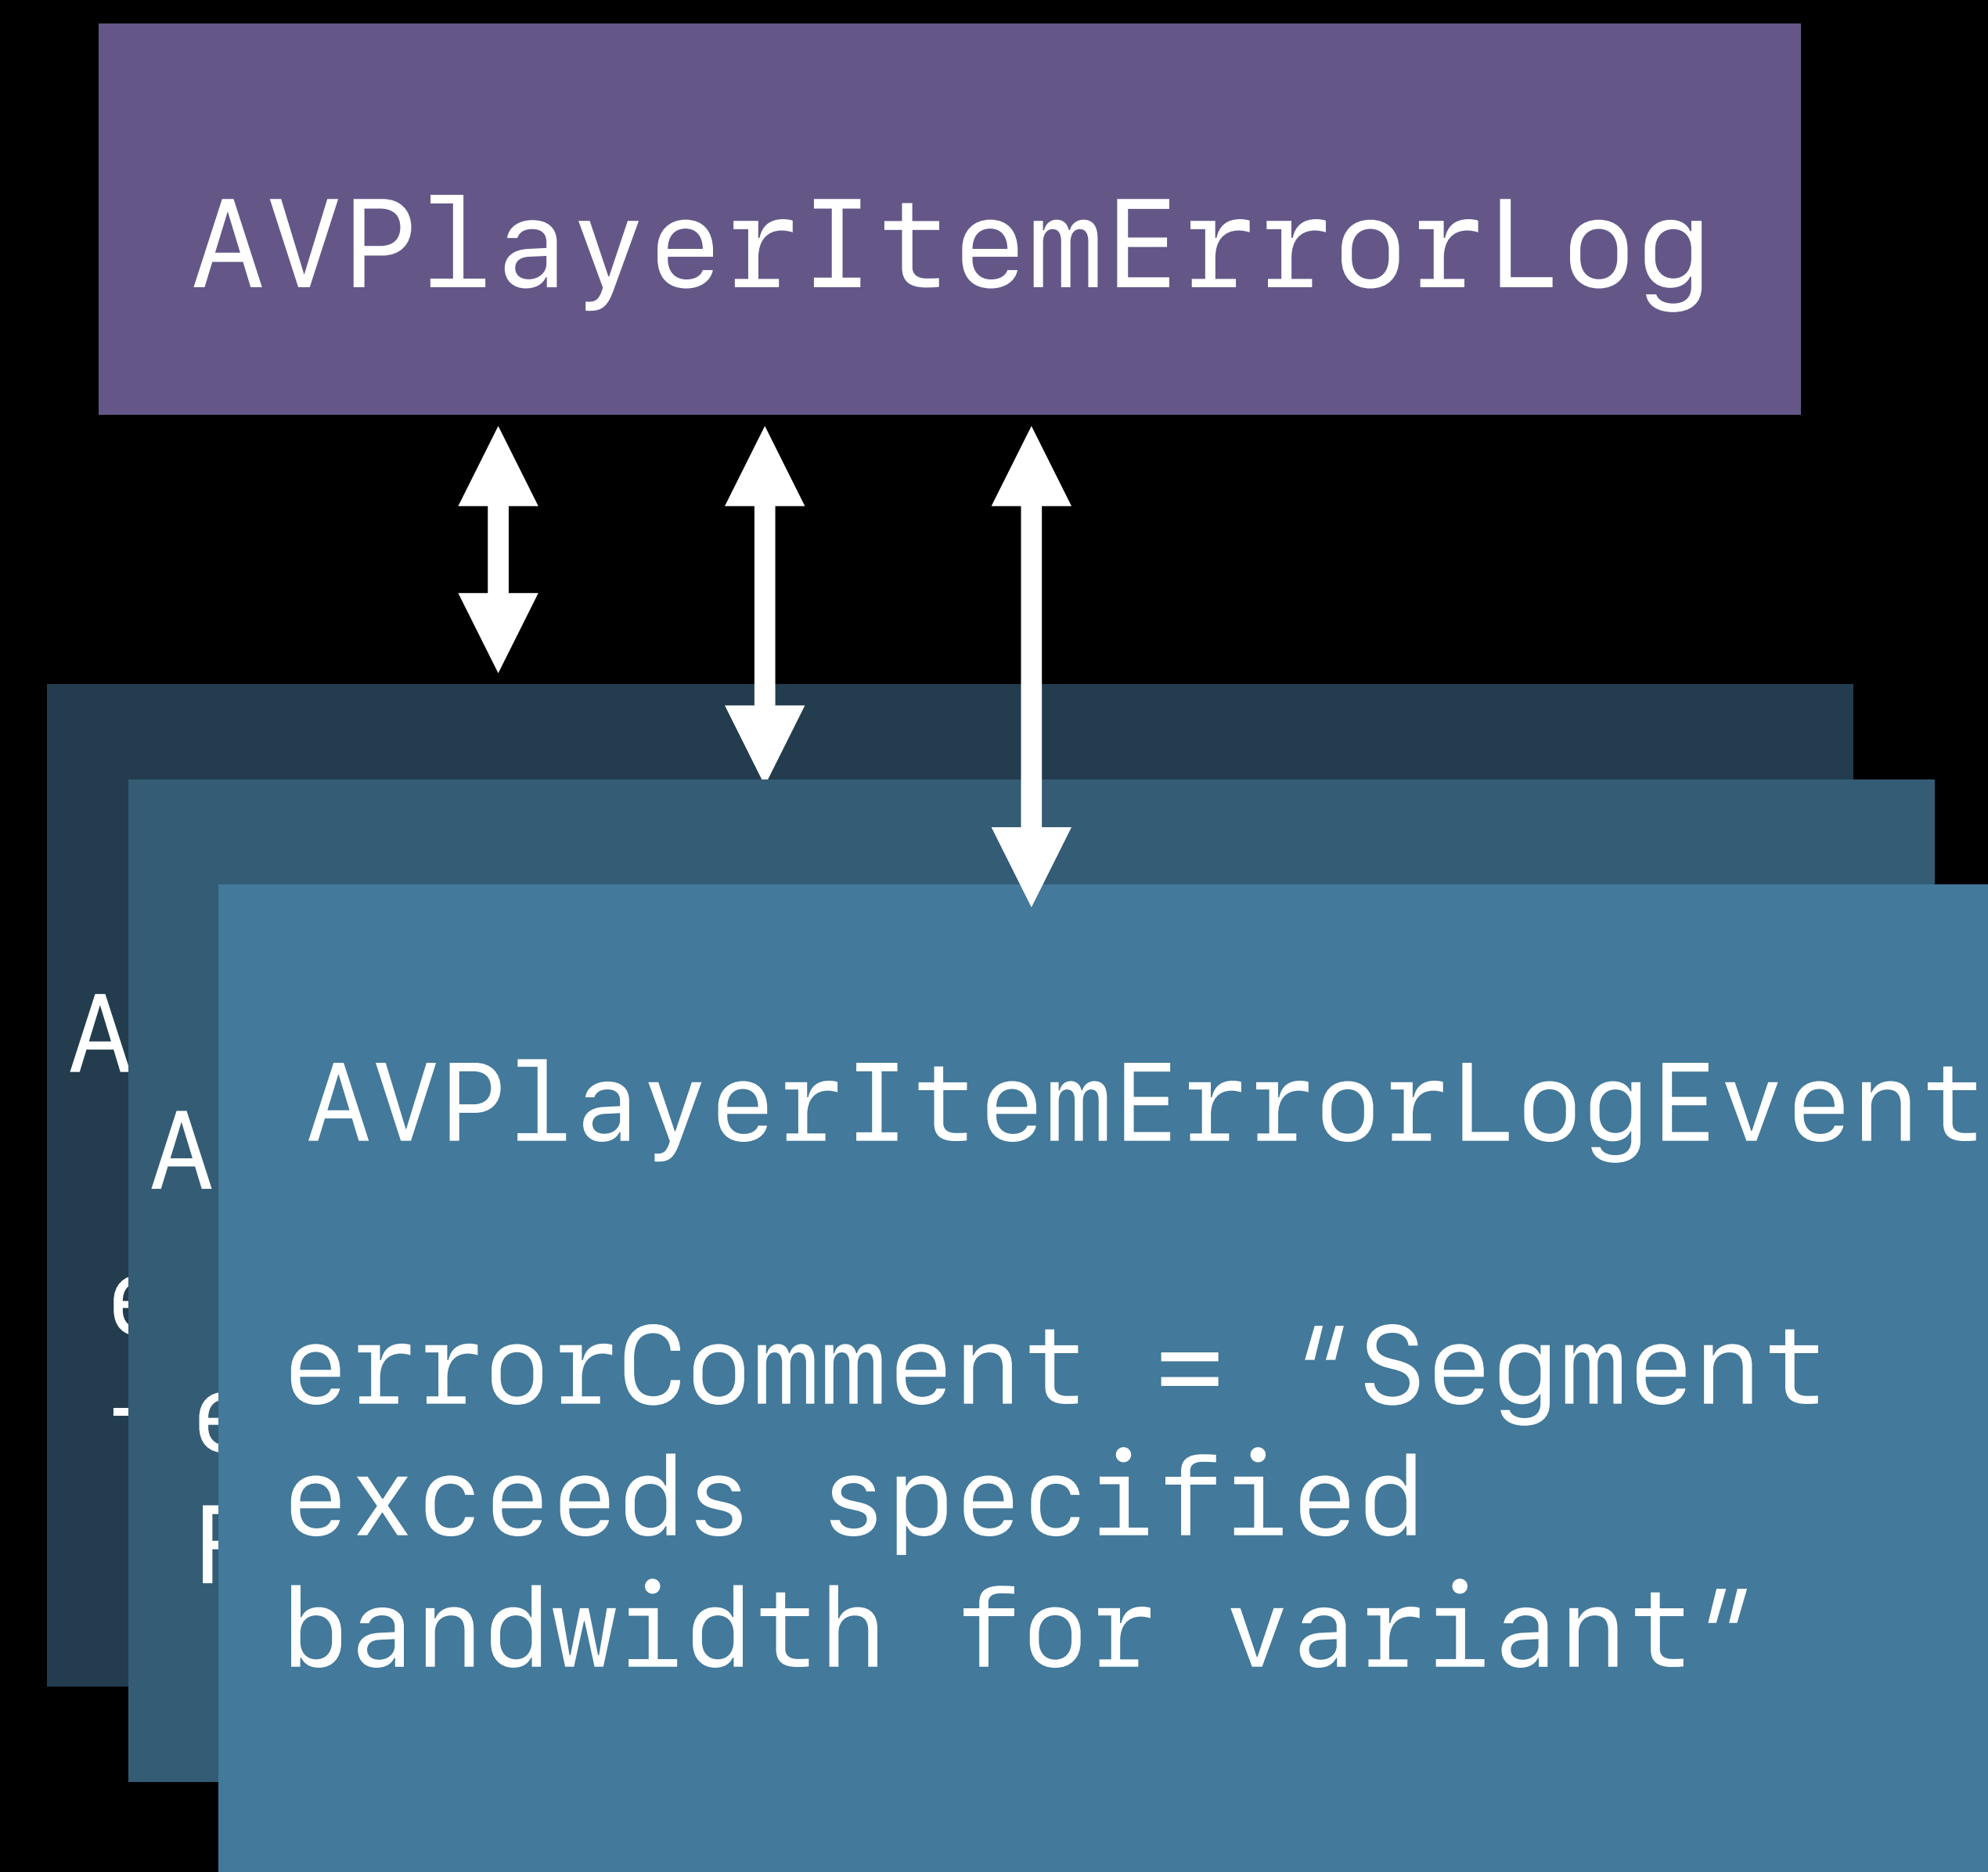 AVPlayerItemErrorLog
AVPlayerItemErrorLogEvent
errorComment = “Segment
exceeds specified
bandwidth for variant”